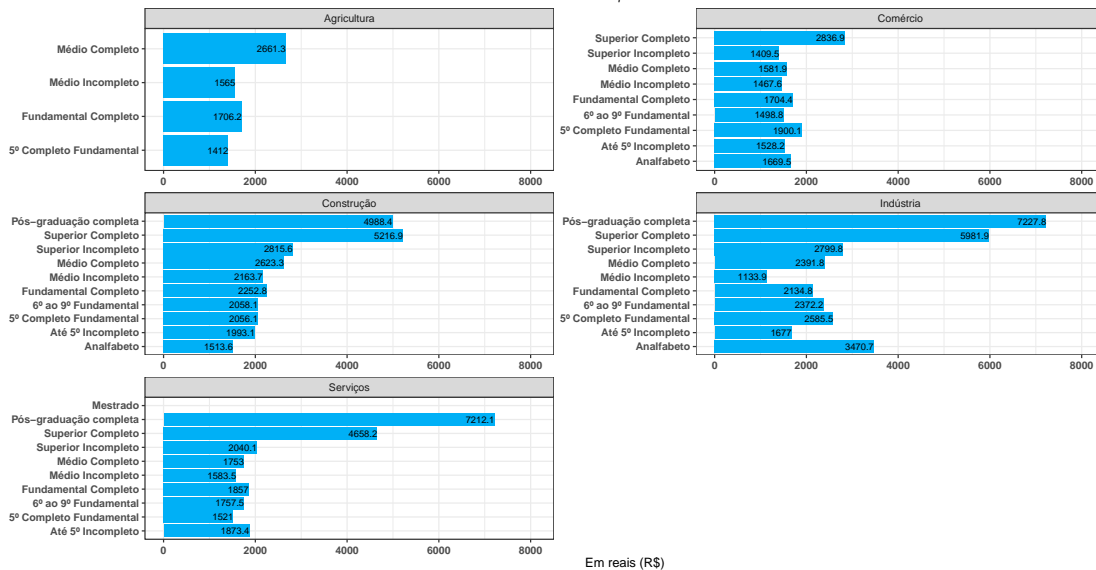 Agricultura
Médio Completo 2661.3
Médio Incompleto 1565
Fundamental Completo 1706.2
5º Completo Fundamental 1412
0 2000 4000 6000 8000
Comércio
Superior Completo 2836.9
Superior Incompleto 1409.5
Médio Completo 1581.9
Médio Incompleto 1467.6
Fundamental Completo 1704.4
6º ao 9º Fundamental 1498.8
5º Completo Fundamental 1900.1
Até 5º Incompleto 1528.2
Analfabeto 1669.5
0 2000 4000 6000 8000
Construção
Pós−graduação completa 4988.4
Superior Completo 5216.9
Superior Incompleto 2815.6
Médio Completo 2623.3
Médio Incompleto 2163.7
Fundamental Completo 2252.8
6º ao 9º Fundamental 2058.1
5º Completo Fundamental 2056.1
Até 5º Incompleto 1993.1
Analfabeto 1513.6
0 2000 4000 6000 8000
Indústria
Pós−graduação completa 7227.8
Superior Completo 5981.9
Superior Incompleto 2799.8
Médio Completo 2391.8
Médio Incompleto 1133.9
Fundamental Completo 2134.8
6º ao 9º Fundamental 2372.2
5º Completo Fundamental 2585.5
Até 5º Incompleto 1677
Analfabeto 3470.7
0 2000 4000 6000 8000
Serviços
Mestrado
Pós−graduação completa 7212.1
Superior Completo 4658.2
Superior Incompleto 2040.1
Médio Completo 1753
Médio Incompleto 1583.5
Fundamental Completo 1857
6º ao 9º Fundamental 1757.5
5º Completo Fundamental 1521
Até 5º Incompleto 1873.4
0 2000 4000 6000 8000
Em reais (R$)